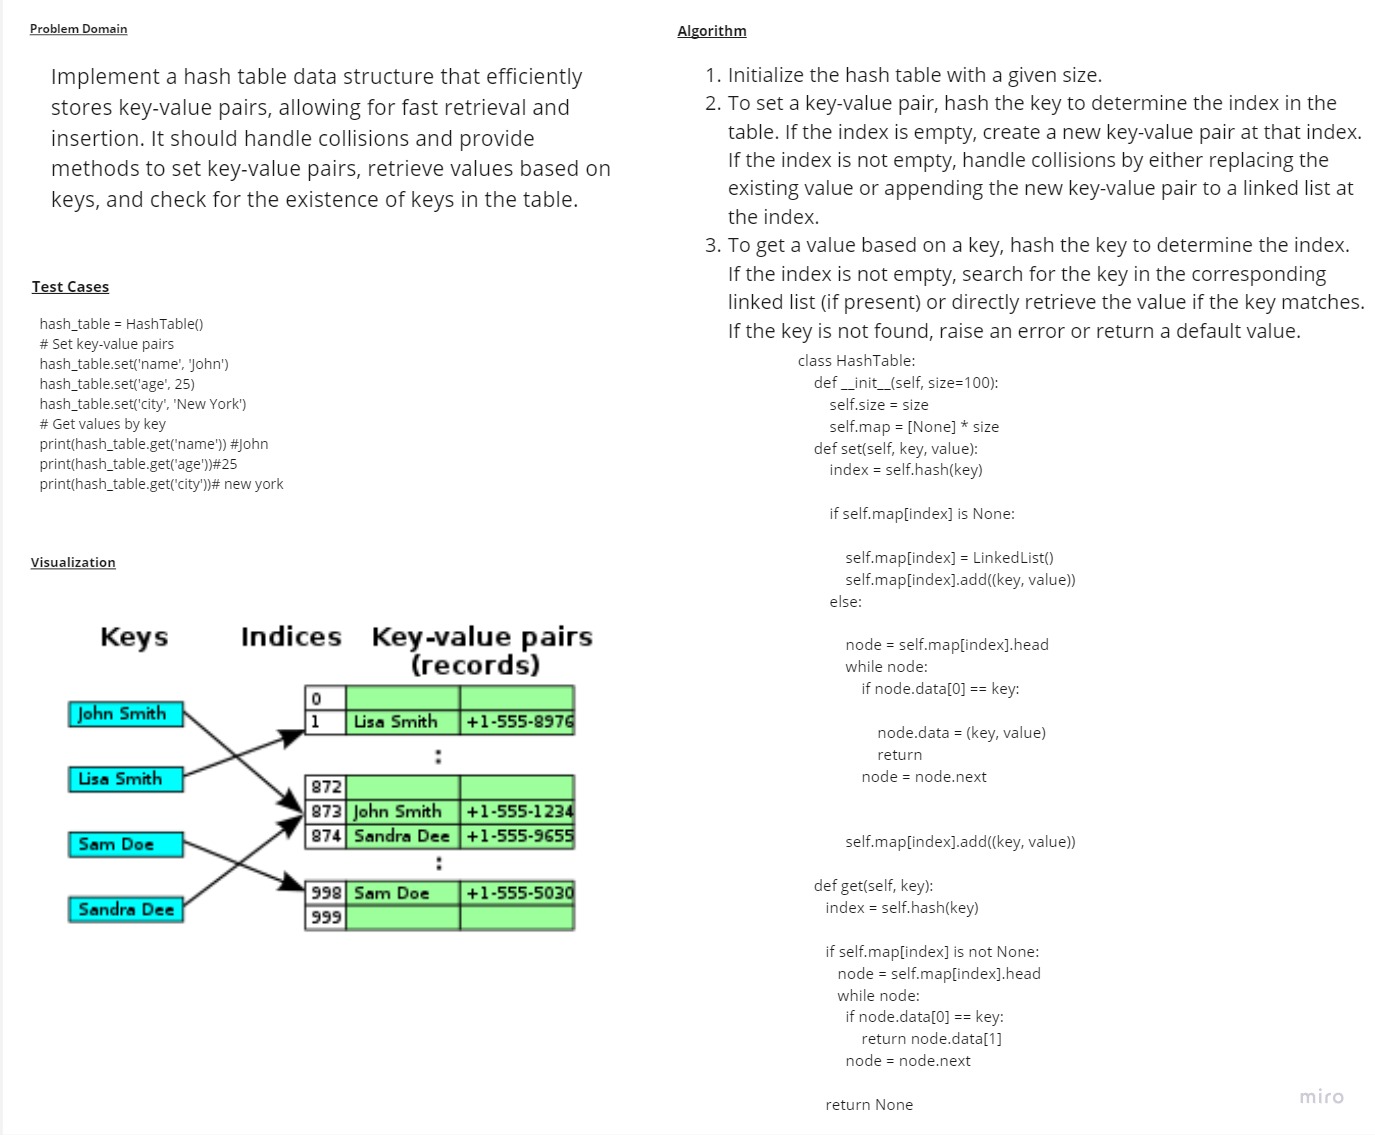 Problem Domain
Implement a hash table data structure that efficiently
stores key-value pairs, allowing for fast retrieval and
insertion. It should handle collisions and provide
methods to set key-value pairs, retrieve values based on
keys, and check for the existence of keys in the table.
Test Cases
hash_table = HashTable()
# Set key-value pairs
hash_table.set('name', 'John')
hash_table.set('age', 25)
hash_table.set('city', 'New York')
# Get values by key
print(hash_table.get('name')) #John
print(hash_table.get('age'))#25
print(hash_table.get('city'))# new york
Visualization
Keys Indices Key-value pairs
(records)
John Smith
Lisa Smith
Sam Doe
Sandra Dee
0
1 Lisa Smith +1-555-8976
:
872
873 John Smith +1-555-1234
874 Sandra Dee +1-555-9655
:
998 Sam Doe +1-555-5030
999
Algorithm
1. Initialize the hash table with a given size.
2. To set a key-value pair, hash the key to determine the index in the
table. If the index is empty, create a new key-value pair at that index.
If the index is not empty, handle collisions by either replacing the
existing value or appending the new key-value pair to a linked list at
the index.
3. To get a value based on a key, hash the key to determine the index.
If the index is not empty, search for the key in the corresponding
linked list (if present) or directly retrieve the value if the key matches.
If the key is not found, raise an error or return a default value.
class HashTable:
def __init__(self, size=100):
self.size = size
self.map = [None] * size
def set(self, key, value):
index = self.hash(key)
if self.map[index] is None:
self.map[index] = LinkedList()
self.map[index].add((key, value))
else:
node = self.map[index].head
while node:
if node.data[0] == key:
node.data = (key, value)
return
node = node.next
self.map[index].add((key, value))
def get(self, key):
index = self.hash(key)
if self.map[index] is not None:
node = self.map[index].head
while node:
if node.data[0] == key:
return node.data[1]
node = node.next
return None
miro